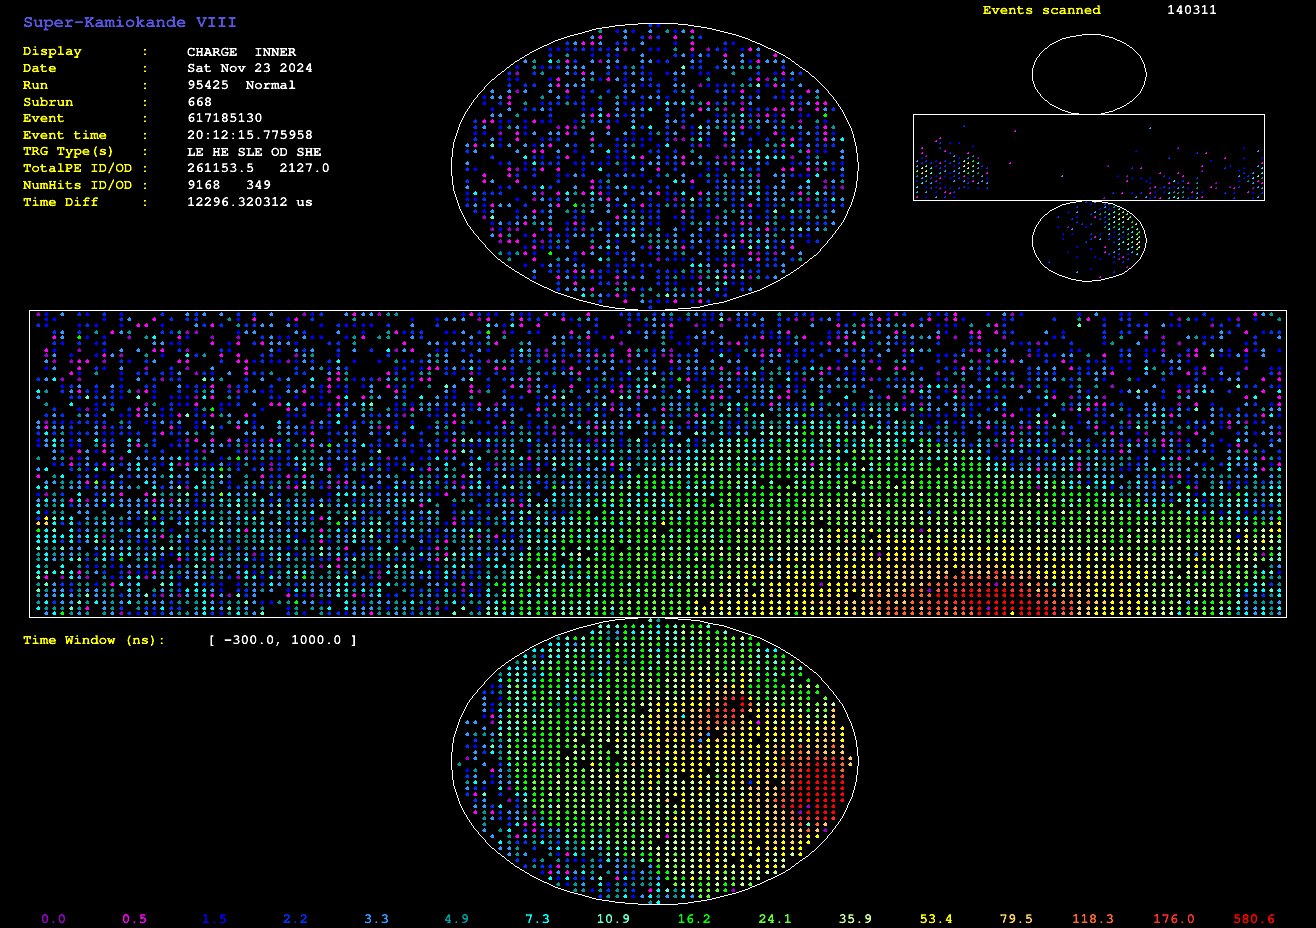 Super-Kamiokande VIII
Events scanned 140311
Display : CHARGE INNER
Date : Sat Nov 23 2024
Run : 95425 Normal
Subrun : 668
Event : 617185130
Event time : 20:12:15.775958
TRG Type(s) : LE HE SLE OD SHE
TotalPE ID/OD : 261153.5 2127.0
NumHits ID/OD : 9168 349
Time Diff : 12296.320312 us
Time Window (ns): [ -300.0, 1000.0 ]
0.0 0.5 1.5 2.2 3.3 4.9 7.3 10.9 16.2 24.1 35.9 53.4 79.5 118.3 176.0 580.6